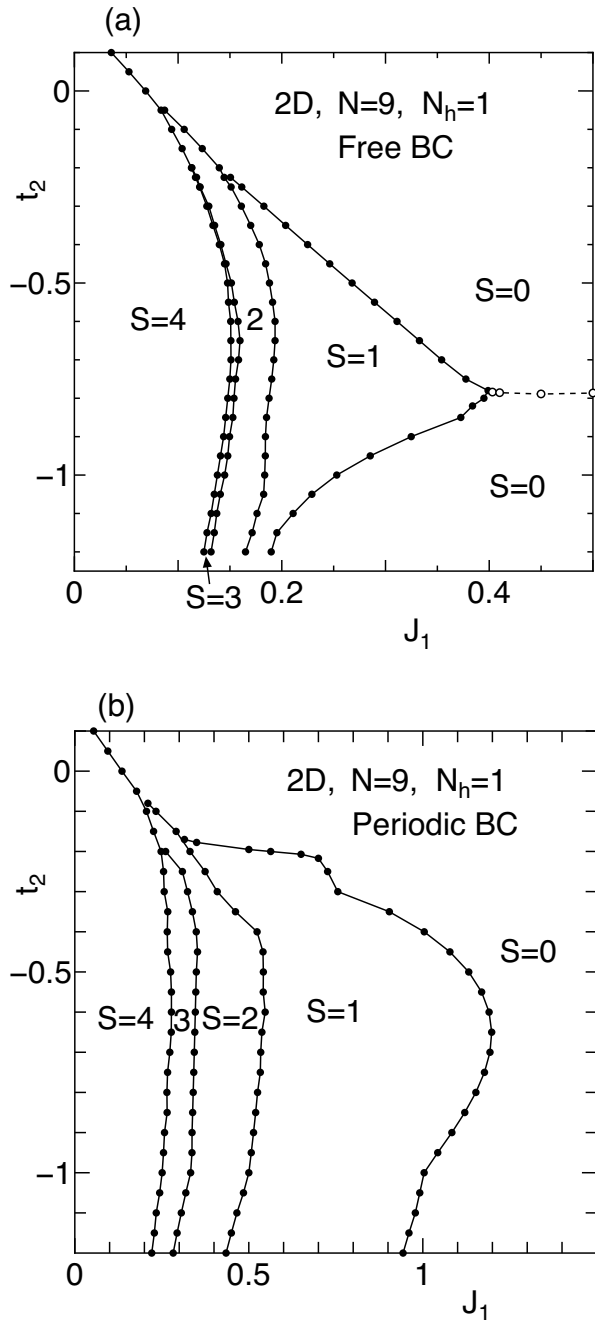 (a)
0
2D, N=9, Nₕ=1
Free BC
t₂
−0.5
S=0
S=4
2
S=1
−1
S=0
0
S=3
0.2
0.4
J₁
(b)
0
2D, N=9, Nₕ=1
Periodic BC
t₂
S=0
−0.5
S=4
3
S=2
S=1
−1
0
0.5
1
J₁